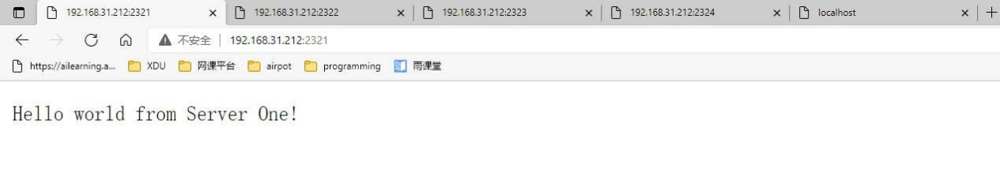 192.168.31.212:2321 192.168.31.212:2322 192.168.31.212:2323 192.168.31.212:2324 localhost
不安全 192.168.31.212:2321
https://ailearning.a... XDU 网课平台 airpot programming 雨课堂
Hello world from Server One!